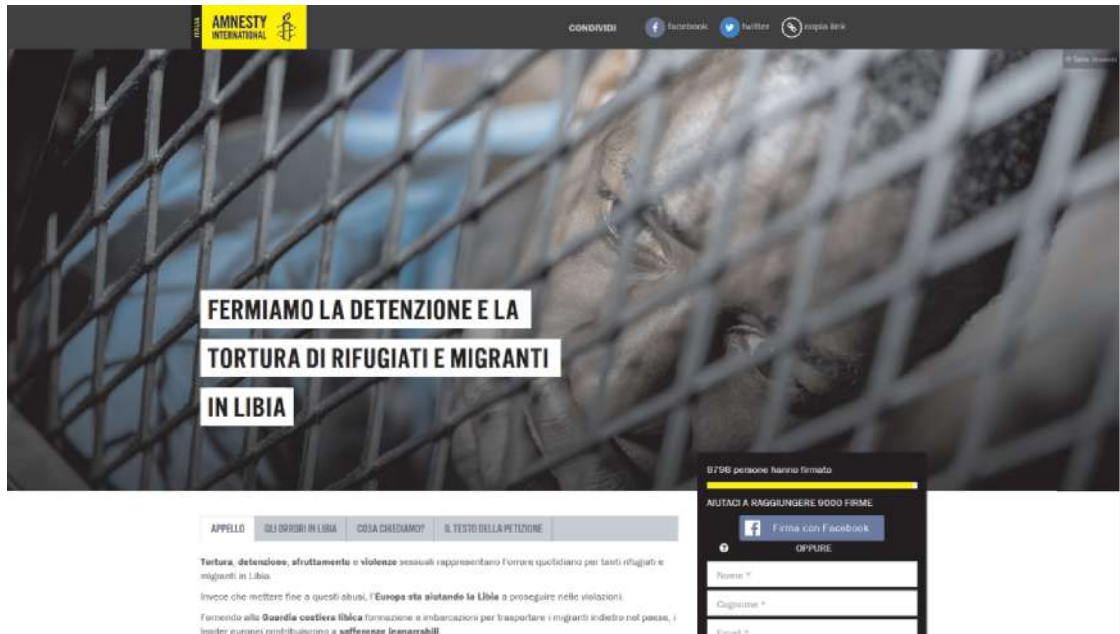 ITALIA
AMNESTY
INTERNATIONAL
CONDIVIDI
facebook
twitter
copia link
FERMIAMO LA DETENZIONE E LA
TORTURA DI RIFUGIATI E MIGRANTI
IN LIBIA
8798 persone hanno firmato
AIUTACI A RAGGIUNGERE 9000 FIRME
Firma con Facebook
OPPURE
Nome *
Cognome *
Email *
APPELLO
GLI ORRORI IN LIBIA
COSA CHIEDIAMO?
IL TESTO DELLA PETIZIONE
Tortura, detenzione, sfruttamento e violenze sessuali rappresentano l'orrore quotidiano per tanti rifugiati e
migranti in Libia.
Invece che mettere fine a questi abusi, l'Europa sta aiutando la Libia a proseguire nelle violazioni.
Fornendo alla Guardia costiera libica formazione e imbarcazioni per trasportare i migranti indietro nel paese, i
leader europei contribuiscono a sofferenze inenarrabili.